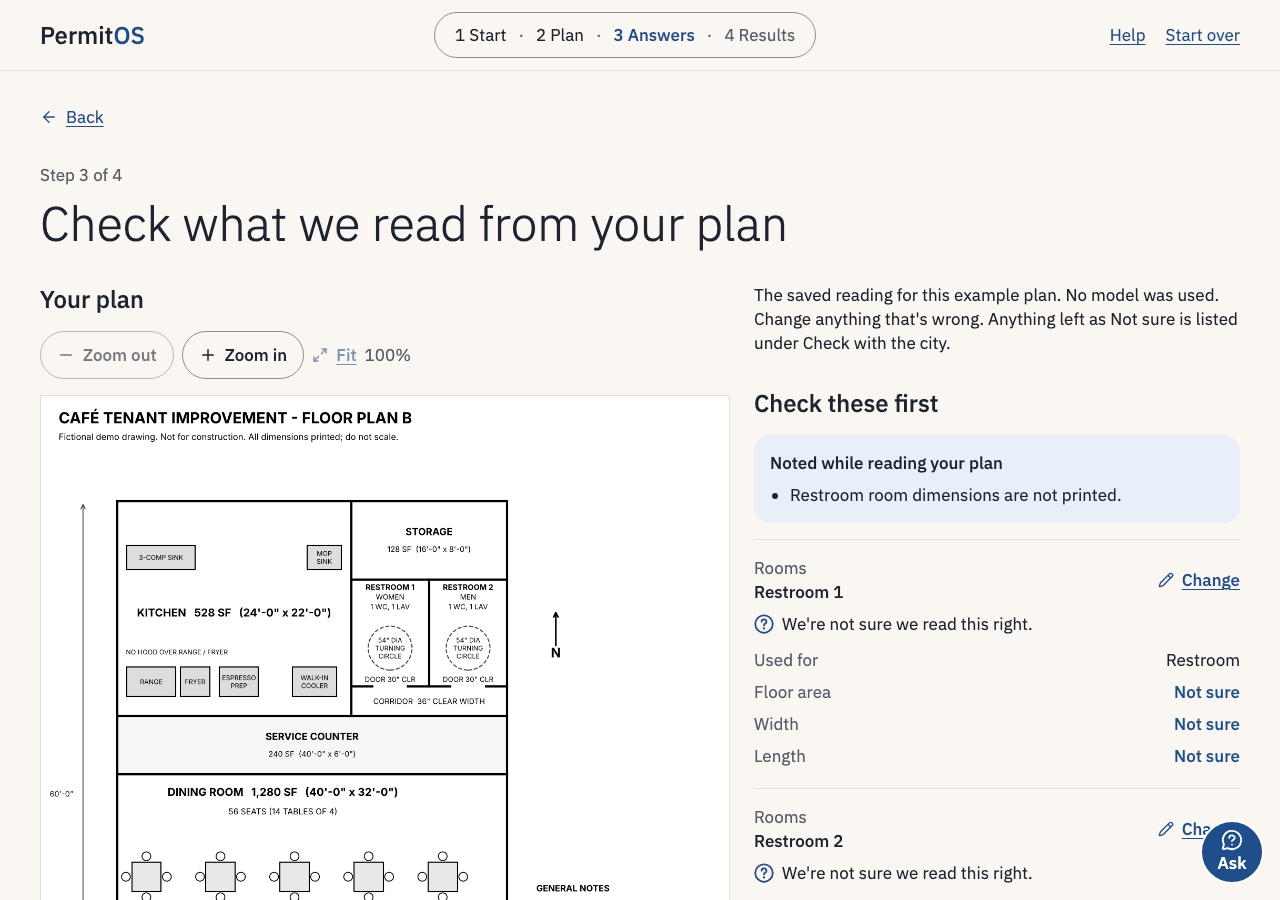 PermitOS
1 Start · 2 Plan · 3 Answers · 4 Results
Help
Start over
Back
Step 3 of 4
Check what we read from your plan
Your plan
Zoom out
Zoom in
Fit
100%
CAFÉ TENANT IMPROVEMENT - FLOOR PLAN B
Fictional demo drawing. Not for construction. All dimensions printed; do not scale.
3-COMP SINK
MOP
SINK
STORAGE
128 SF (16'-0" x 8'-0")
RESTROOM 1
WOMEN
1 WC, 1 LAV
RESTROOM 2
MEN
1 WC, 1 LAV
KITCHEN 528 SF (24'-0" x 22'-0")
54" DIA
TURNING
CIRCLE
54" DIA
TURNING
CIRCLE
N
NO HOOD OVER RANGE / FRYER
RANGE
FRYER
ESPRESSO
PREP
WALK-IN
COOLER
DOOR 30" CLR
DOOR 30" CLR
CORRIDOR 36" CLEAR WIDTH
SERVICE COUNTER
240 SF (40'-0" x 6'-0")
60'-0"
DINING ROOM 1,280 SF (40'-0" x 32'-0")
56 SEATS (14 TABLES OF 4)
GENERAL NOTES
The saved reading for this example plan. No model was used.
Change anything that's wrong. Anything left as Not sure is listed
under Check with the city.
Check these first
Noted while reading your plan
Restroom room dimensions are not printed.
Rooms
Restroom 1
Change
We're not sure we read this right.
Used for Restroom
Floor area Not sure
Width Not sure
Length Not sure
Rooms
Restroom 2
Cha
We're not sure we read this right.
Ask